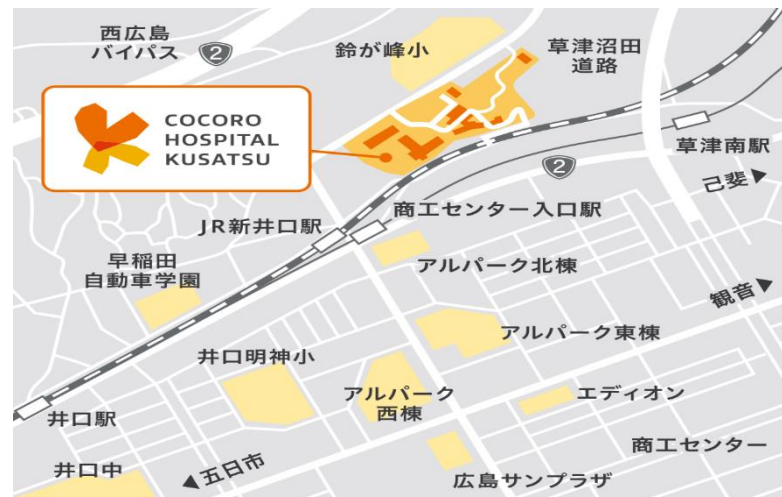 西広島
バイパス
2
鈴が峰小
草津沼田
道路
COCORO
HOSPITAL
KUSATSU
草津南駅
2
己斐▶
商工センター入口駅
JR新井口駅
早稲田
自動車学園
アルパーク北棟
観音▶
アルパーク東棟
井口明神小
アルパーク
西棟
エディオン
井口駅
商工センター
井口中
◀五日市
広島サンプラザ